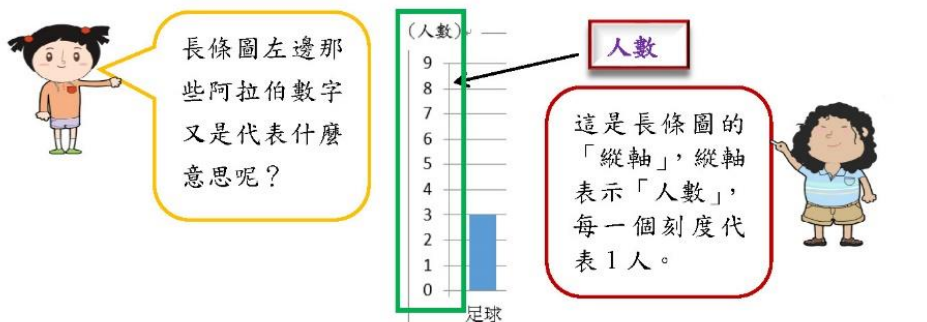 長條圖左邊那
些阿拉伯數字
又是代表什麼
意思呢？
(人數)
9
8
7
6
5
4
3
2
1
0
足球
人數
這是長條圖的
「縱軸」，縱軸
表示「人數」，
每一個刻度代
表1人。